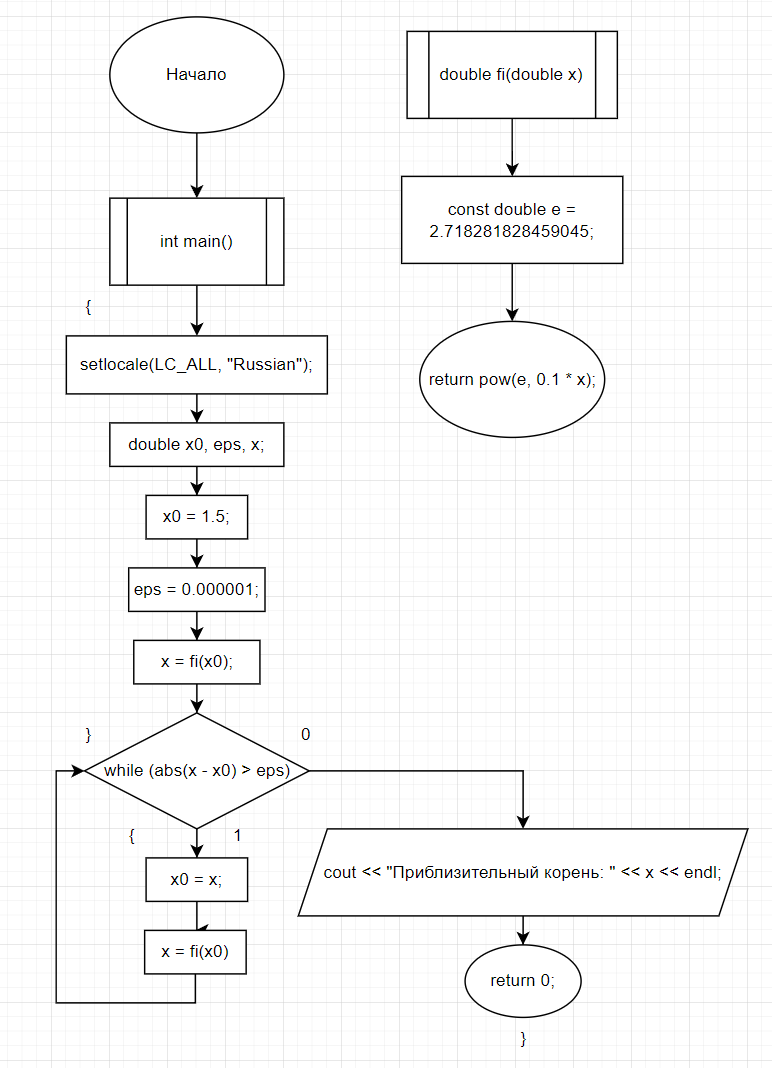 Начало
int main()
{
setlocale(LC_ALL, "Russian");
double x0, eps, x;
x0 = 1.5;
eps = 0.000001;
x = fi(x0);
}
0
while (abs(x - x0) > eps)
{
1
x0 = x;
x = fi(x0)
cout << "Приблизительный корень: " << x << endl;
return 0;
}
double fi(double x)
const double e =
2.718281828459045;
return pow(e, 0.1 * x);